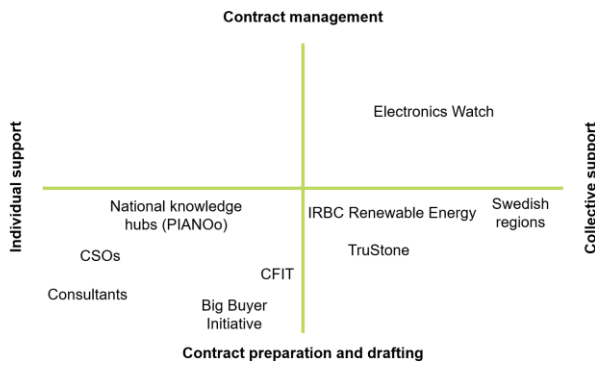 Contract management
Electronics Watch
Individual support
Collective support
National knowledge
hubs (PIANOo)
IRBC Renewable Energy
Swedish
regions
CSOs
TruStone
CFIT
Consultants
Big Buyer
Initiative
Contract preparation and drafting